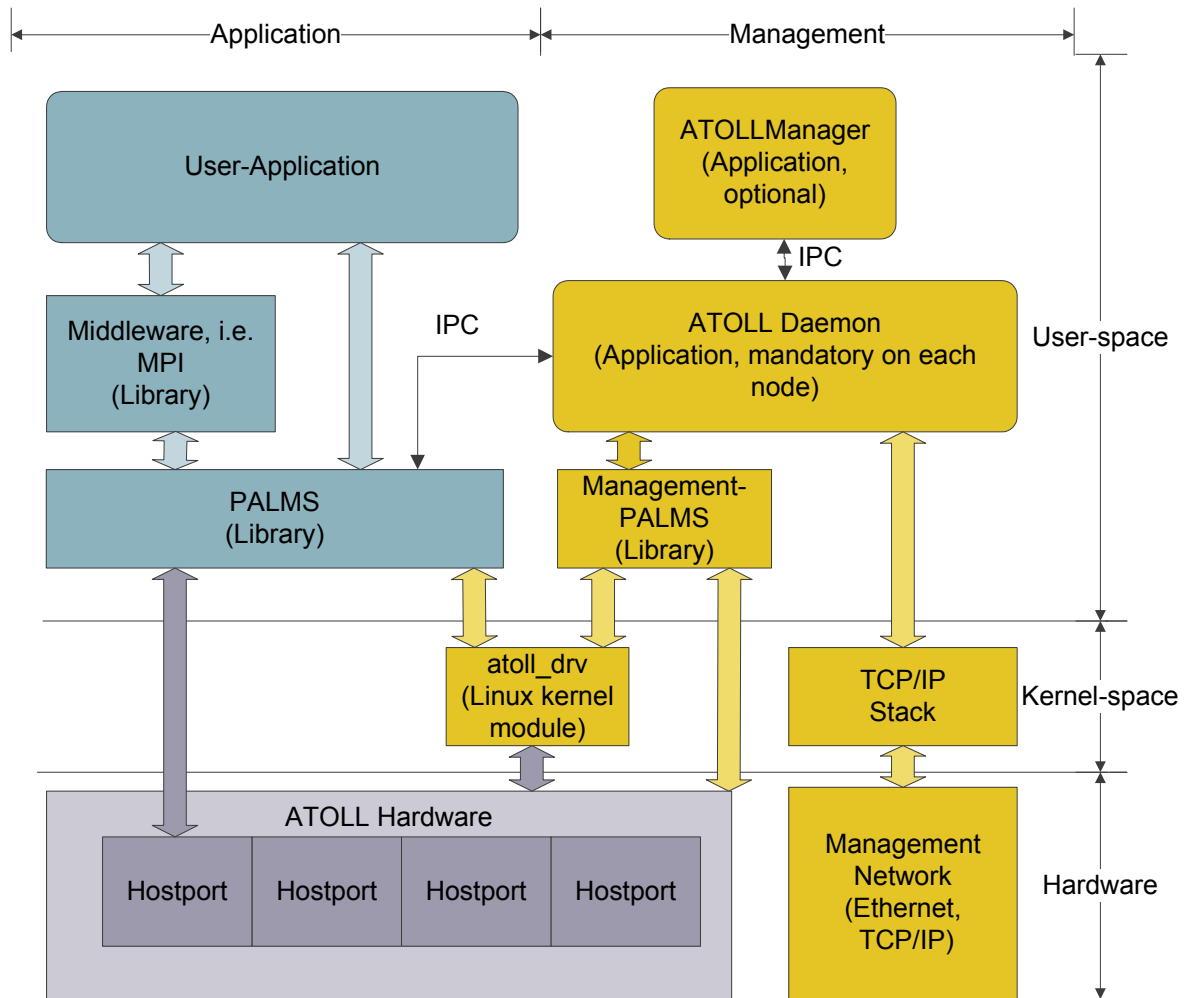 Application
Management
User-Application
ATOLLManager
(Application,
optional)
IPC
Middleware, i.e.
MPI
(Library)
IPC
ATOLL Daemon
(Application, mandatory on each
node)
User-space
PALMS
(Library)
Management-
PALMS
(Library)
atoll_drv
(Linux kernel
module)
TCP/IP
Stack
Kernel-space
ATOLL Hardware
Hostport
Hostport
Hostport
Hostport
Management
Network
(Ethernet,
TCP/IP)
Hardware